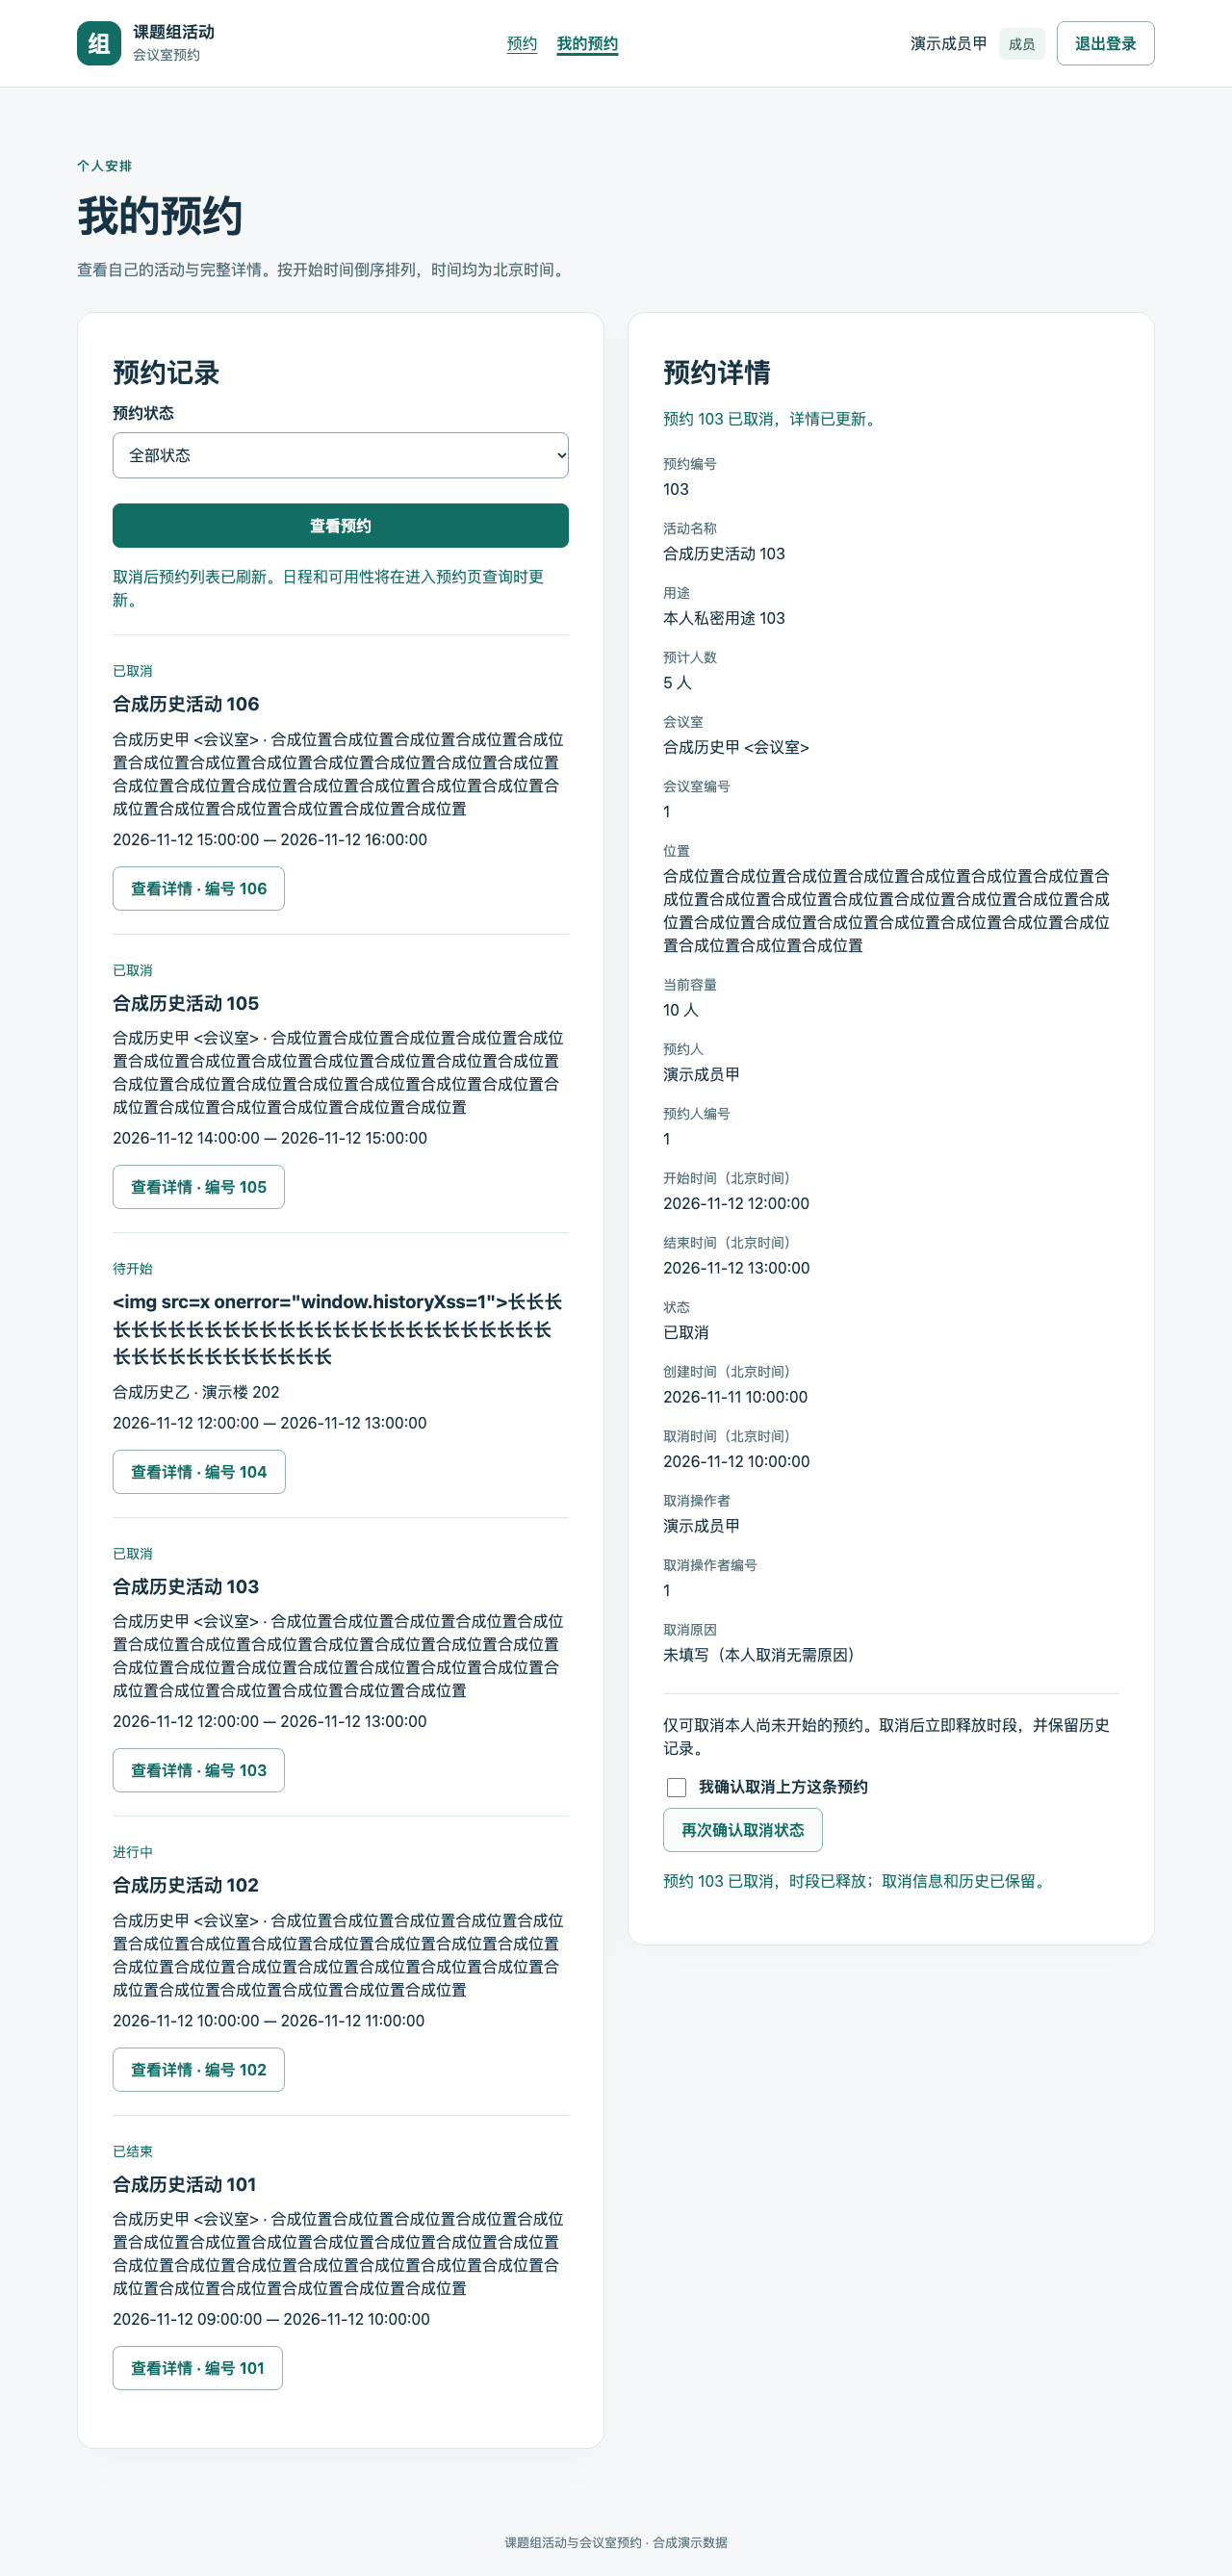 组
课题组活动
会议室预约
预约
我的预约
演示成员甲
成员
退出登录
个人安排
我的预约
查看自己的活动与完整详情。按开始时间倒序排列，时间均为北京时间。
预约记录
预约状态
全部状态
查看预约
取消后预约列表已刷新。日程和可用性将在进入预约页查询时更
新。
已取消
合成历史活动 106
合成历史甲 <会议室> · 合成位置合成位置合成位置合成位置合成位
置合成位置合成位置合成位置合成位置合成位置合成位置合成位置
合成位置合成位置合成位置合成位置合成位置合成位置合成位置合
成位置合成位置合成位置合成位置合成位置合成位置
2026-11-12 15:00:00 — 2026-11-12 16:00:00
查看详情 · 编号 106
已取消
合成历史活动 105
合成历史甲 <会议室> · 合成位置合成位置合成位置合成位置合成位
置合成位置合成位置合成位置合成位置合成位置合成位置合成位置
合成位置合成位置合成位置合成位置合成位置合成位置合成位置合
成位置合成位置合成位置合成位置合成位置合成位置
2026-11-12 14:00:00 — 2026-11-12 15:00:00
查看详情 · 编号 105
待开始
<img src=x onerror="window.historyXss=1">长长长
长长长长长长长长长长长长长长长长长长长长长长长长
长长长长长长长长长长长长
合成历史乙 · 演示楼 202
2026-11-12 12:00:00 — 2026-11-12 13:00:00
查看详情 · 编号 104
已取消
合成历史活动 103
合成历史甲 <会议室> · 合成位置合成位置合成位置合成位置合成位
置合成位置合成位置合成位置合成位置合成位置合成位置合成位置
合成位置合成位置合成位置合成位置合成位置合成位置合成位置合
成位置合成位置合成位置合成位置合成位置合成位置
2026-11-12 12:00:00 — 2026-11-12 13:00:00
查看详情 · 编号 103
进行中
合成历史活动 102
合成历史甲 <会议室> · 合成位置合成位置合成位置合成位置合成位
置合成位置合成位置合成位置合成位置合成位置合成位置合成位置
合成位置合成位置合成位置合成位置合成位置合成位置合成位置合
成位置合成位置合成位置合成位置合成位置合成位置
2026-11-12 10:00:00 — 2026-11-12 11:00:00
查看详情 · 编号 102
已结束
合成历史活动 101
合成历史甲 <会议室> · 合成位置合成位置合成位置合成位置合成位
置合成位置合成位置合成位置合成位置合成位置合成位置合成位置
合成位置合成位置合成位置合成位置合成位置合成位置合成位置合
成位置合成位置合成位置合成位置合成位置合成位置
2026-11-12 09:00:00 — 2026-11-12 10:00:00
查看详情 · 编号 101
预约详情
预约 103 已取消，详情已更新。
预约编号
103
活动名称
合成历史活动 103
用途
本人私密用途 103
预计人数
5 人
会议室
合成历史甲 <会议室>
会议室编号
1
位置
合成位置合成位置合成位置合成位置合成位置合成位置合成位置合
成位置合成位置合成位置合成位置合成位置合成位置合成位置合成
位置合成位置合成位置合成位置合成位置合成位置合成位置合成位
置合成位置合成位置合成位置
当前容量
10 人
预约人
演示成员甲
预约人编号
1
开始时间（北京时间）
2026-11-12 12:00:00
结束时间（北京时间）
2026-11-12 13:00:00
状态
已取消
创建时间（北京时间）
2026-11-11 10:00:00
取消时间（北京时间）
2026-11-12 10:00:00
取消操作者
演示成员甲
取消操作者编号
1
取消原因
未填写（本人取消无需原因）
仅可取消本人尚未开始的预约。取消后立即释放时段，并保留历史
记录。
我确认取消上方这条预约
再次确认取消状态
预约 103 已取消，时段已释放；取消信息和历史已保留。
课题组活动与会议室预约 · 合成演示数据